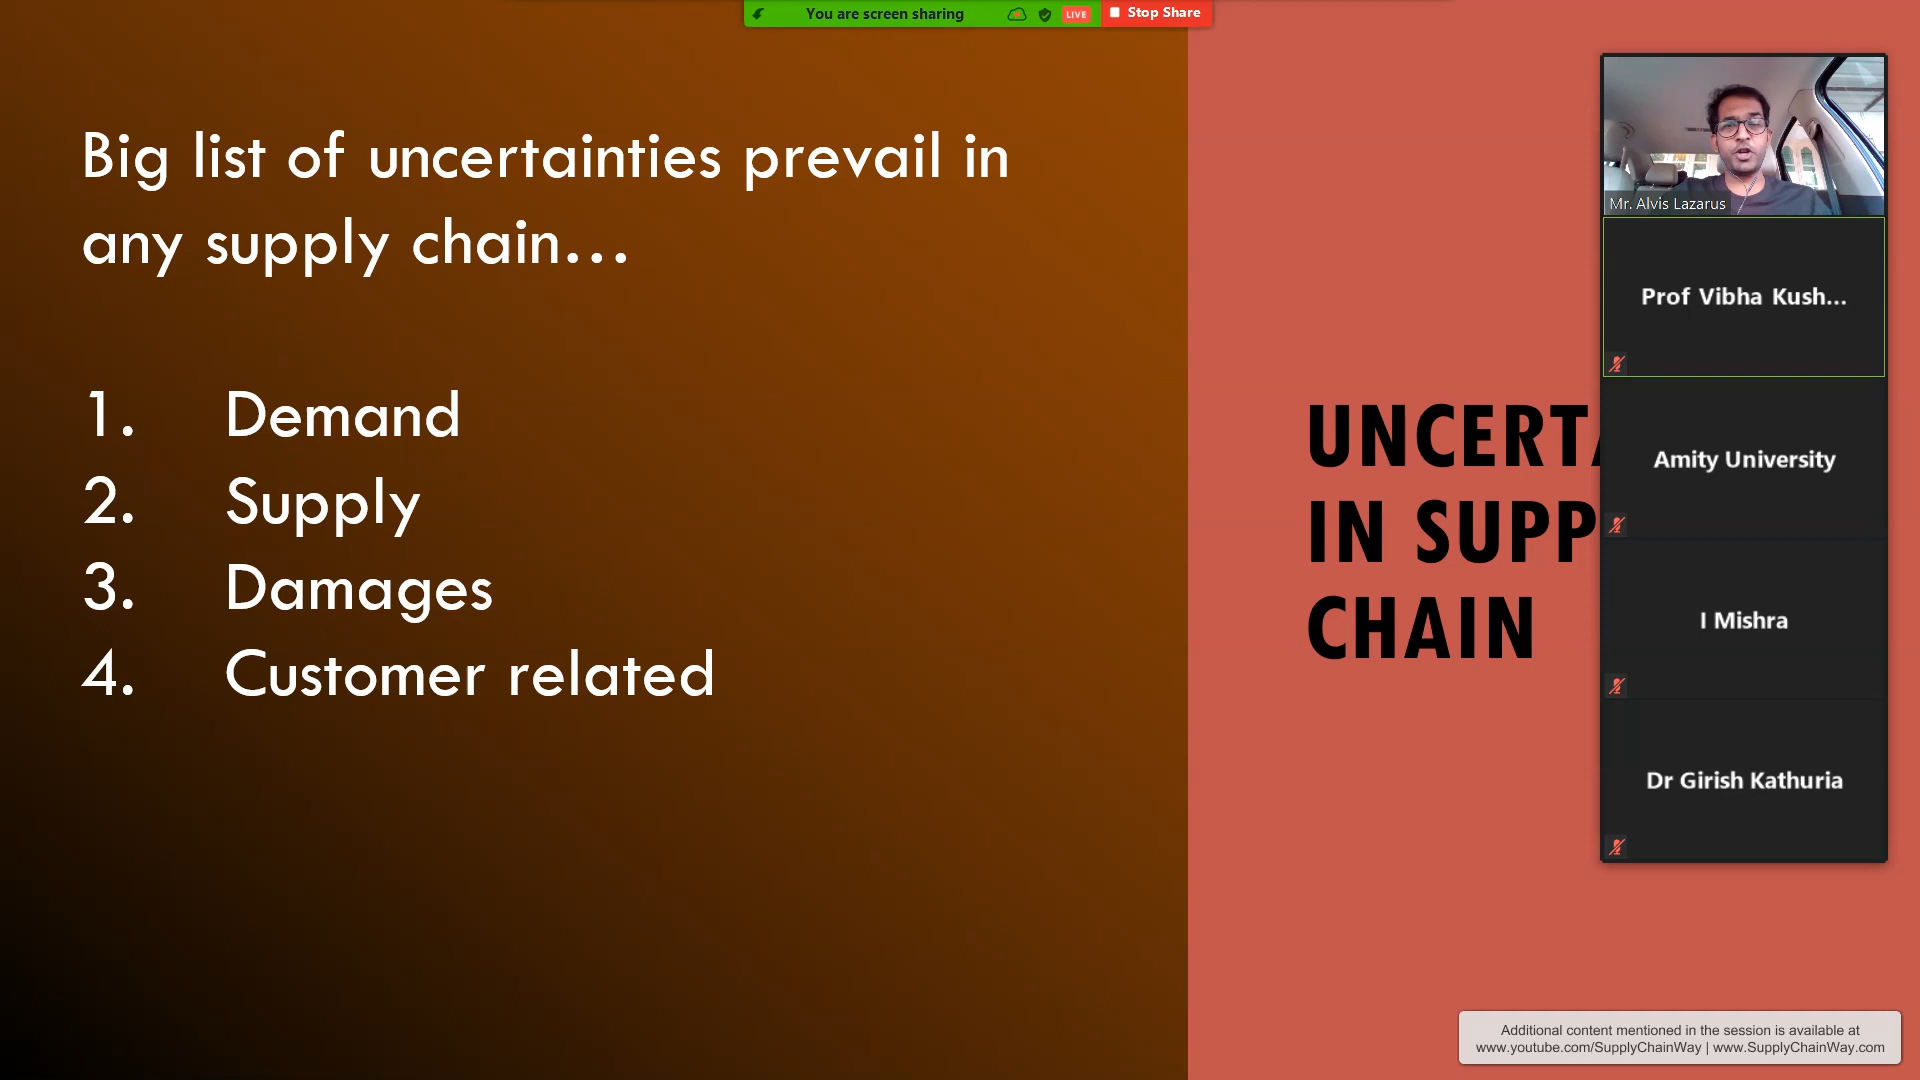 You are screen sharing
LIVE
Stop Share
Big list of uncertainties prevail in
any supply chain...
1. Demand
2. Supply
3. Damages
4. Customer related
IN
CHAIN
Mr. Alvis Lazarus
Prof Vibha Kush...
Amity University
I Mishra
Dr Girish Kathuria
Additional content mentioned in the session is available at
www.youtube.com/SupplyChainWay | www.SupplyChainWay.com